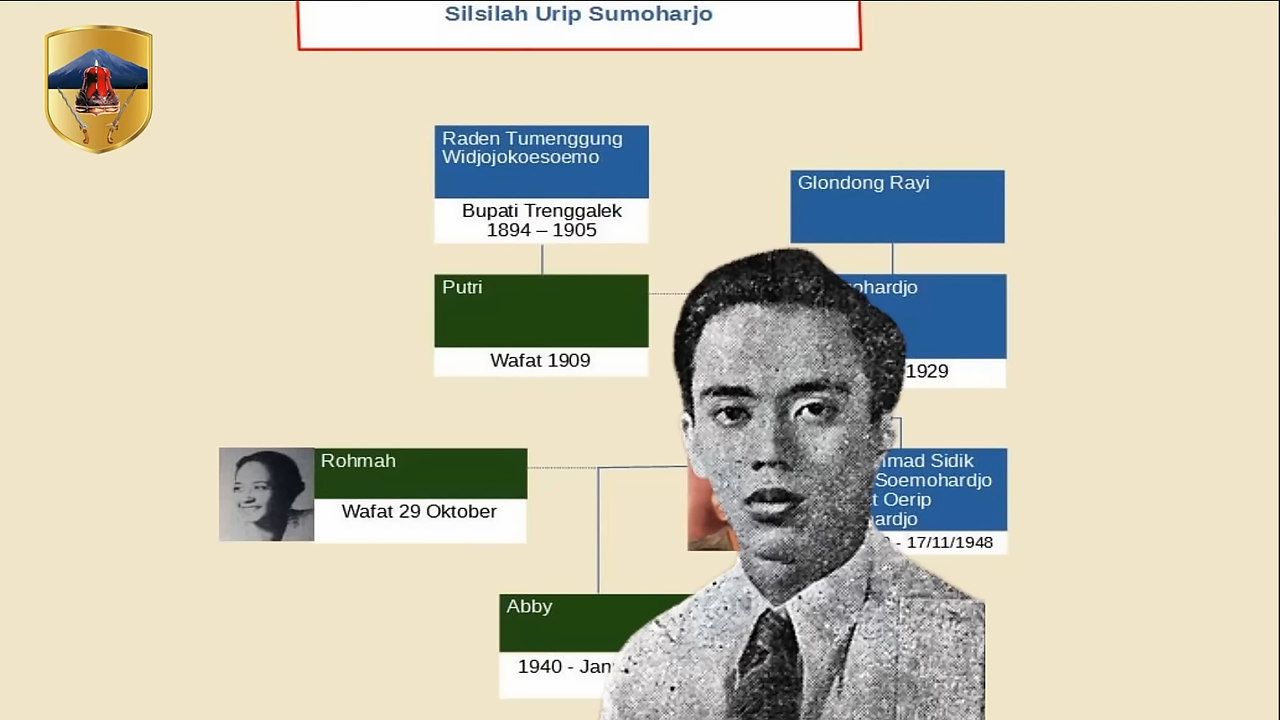 Silsilah Urip Sumoharjo
Raden Tumenggung
Widjojokoesoemo
Bupati Trenggalek
1894 – 1905
Glondong Rayi
Putri
Wafat 1909
1929
Rohmah
Wafat 29 Oktober
Sidik
Soemohardjo
Oerip
- 17/11/1948
Abby
1940 -